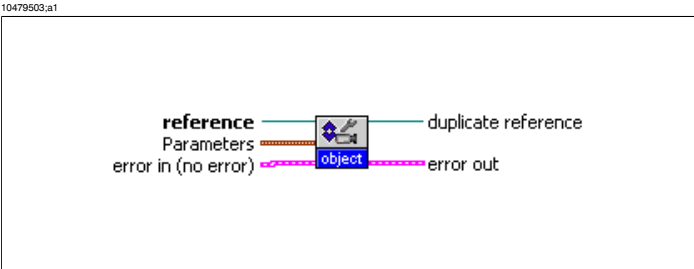 10479503;a1
reference
duplicate reference
Parameters
error in (no error)
object
error out